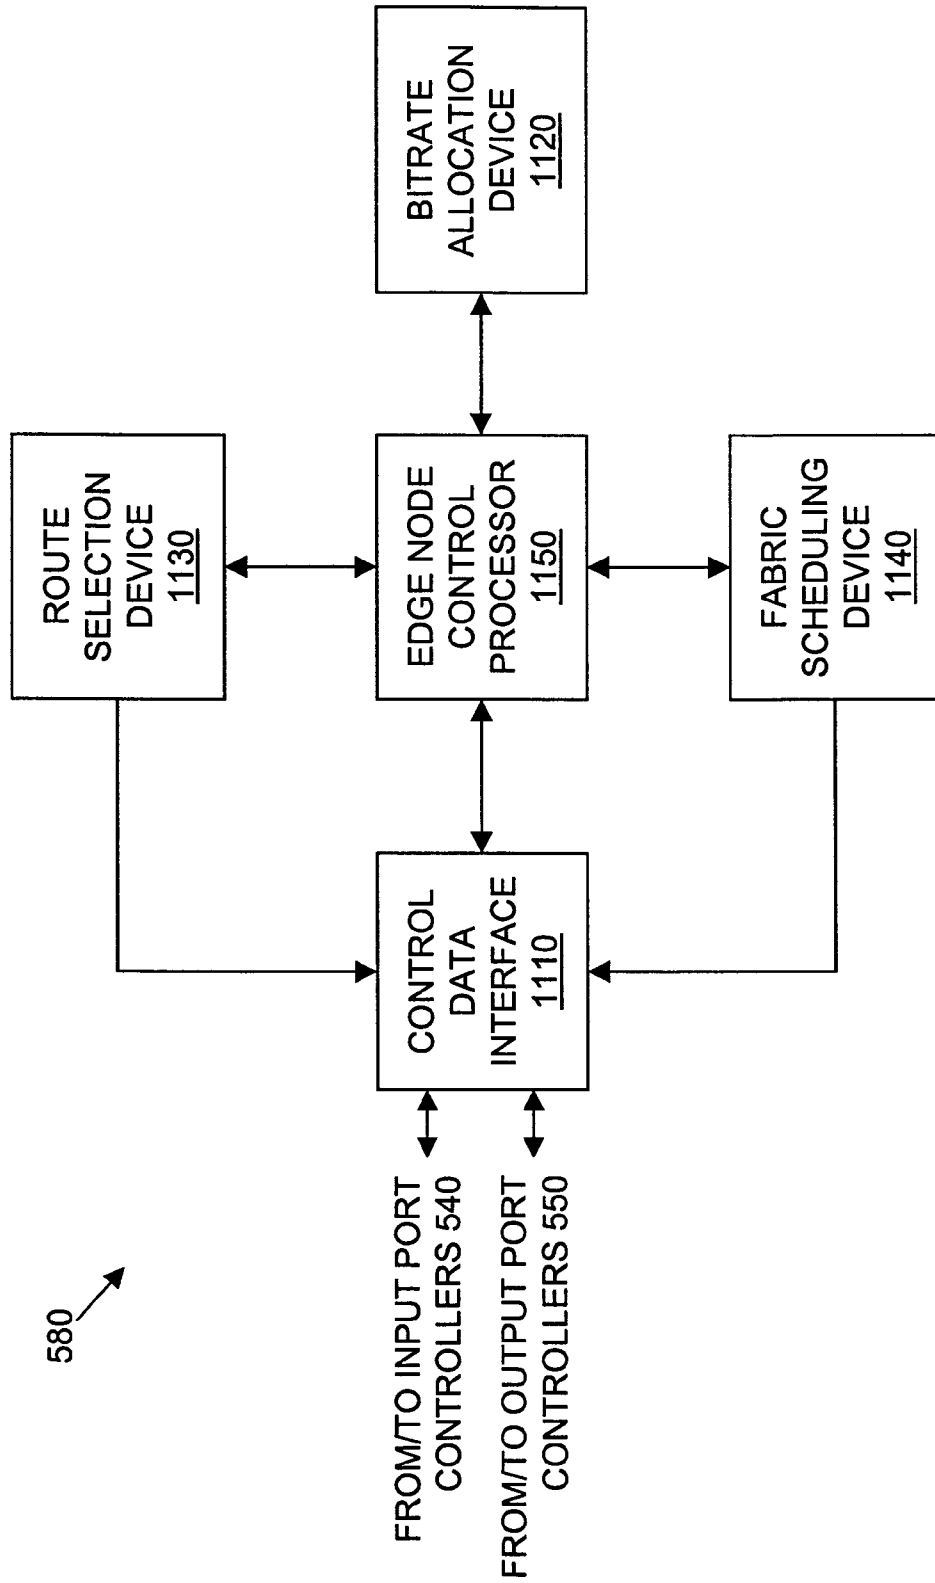 580
FROM/TO INPUT PORT
CONTROLLERS 540
FROM/TO OUTPUT PORT
CONTROLLERS 550
CONTROL
DATA
INTERFACE
1110
ROUTE
SELECTION
DEVICE
1130
EDGE NODE
CONTROL
PROCESSOR
1150
FABRIC
SCHEDULING
DEVICE
1140
BITRATE
ALLOCATION
DEVICE
1120